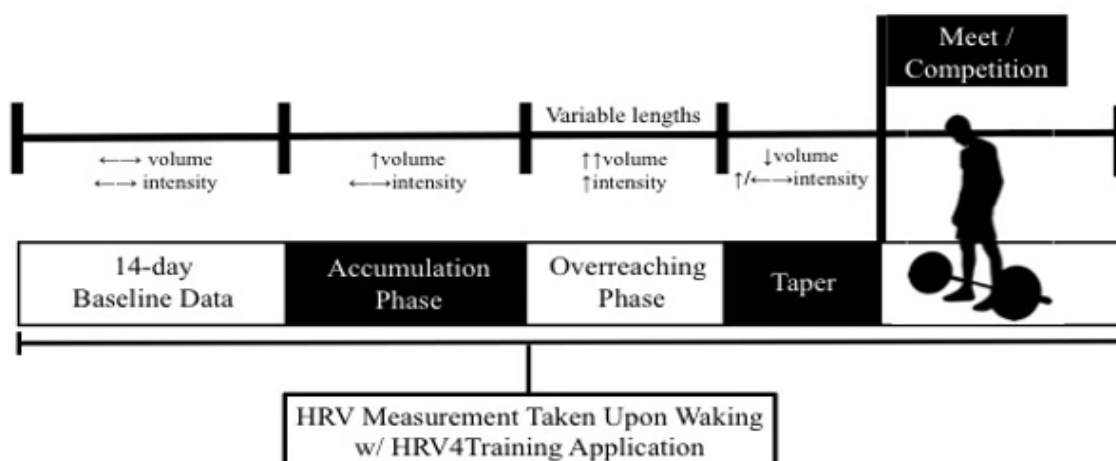 Meet /
Competition
Variable lengths
←→ volume
←→ intensity
↑volume
←→intensity
↑↑volume
↑intensity
↓volume
↑/←→intensity
14-day
Baseline Data
Accumulation
Phase
Overreaching
Phase
Taper
HRV Measurement Taken Upon Waking
w/ HRV4Training Application